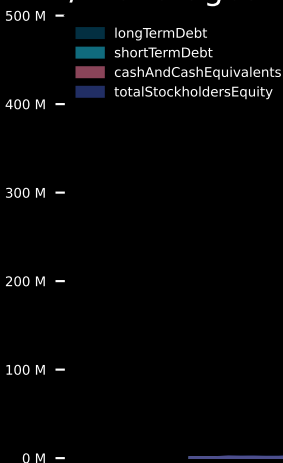 500 M
longTermDebt
shortTermDebt
cashAndCashEquivalents
totalStockholdersEquity
400 M
300 M
200 M
100 M
0 M